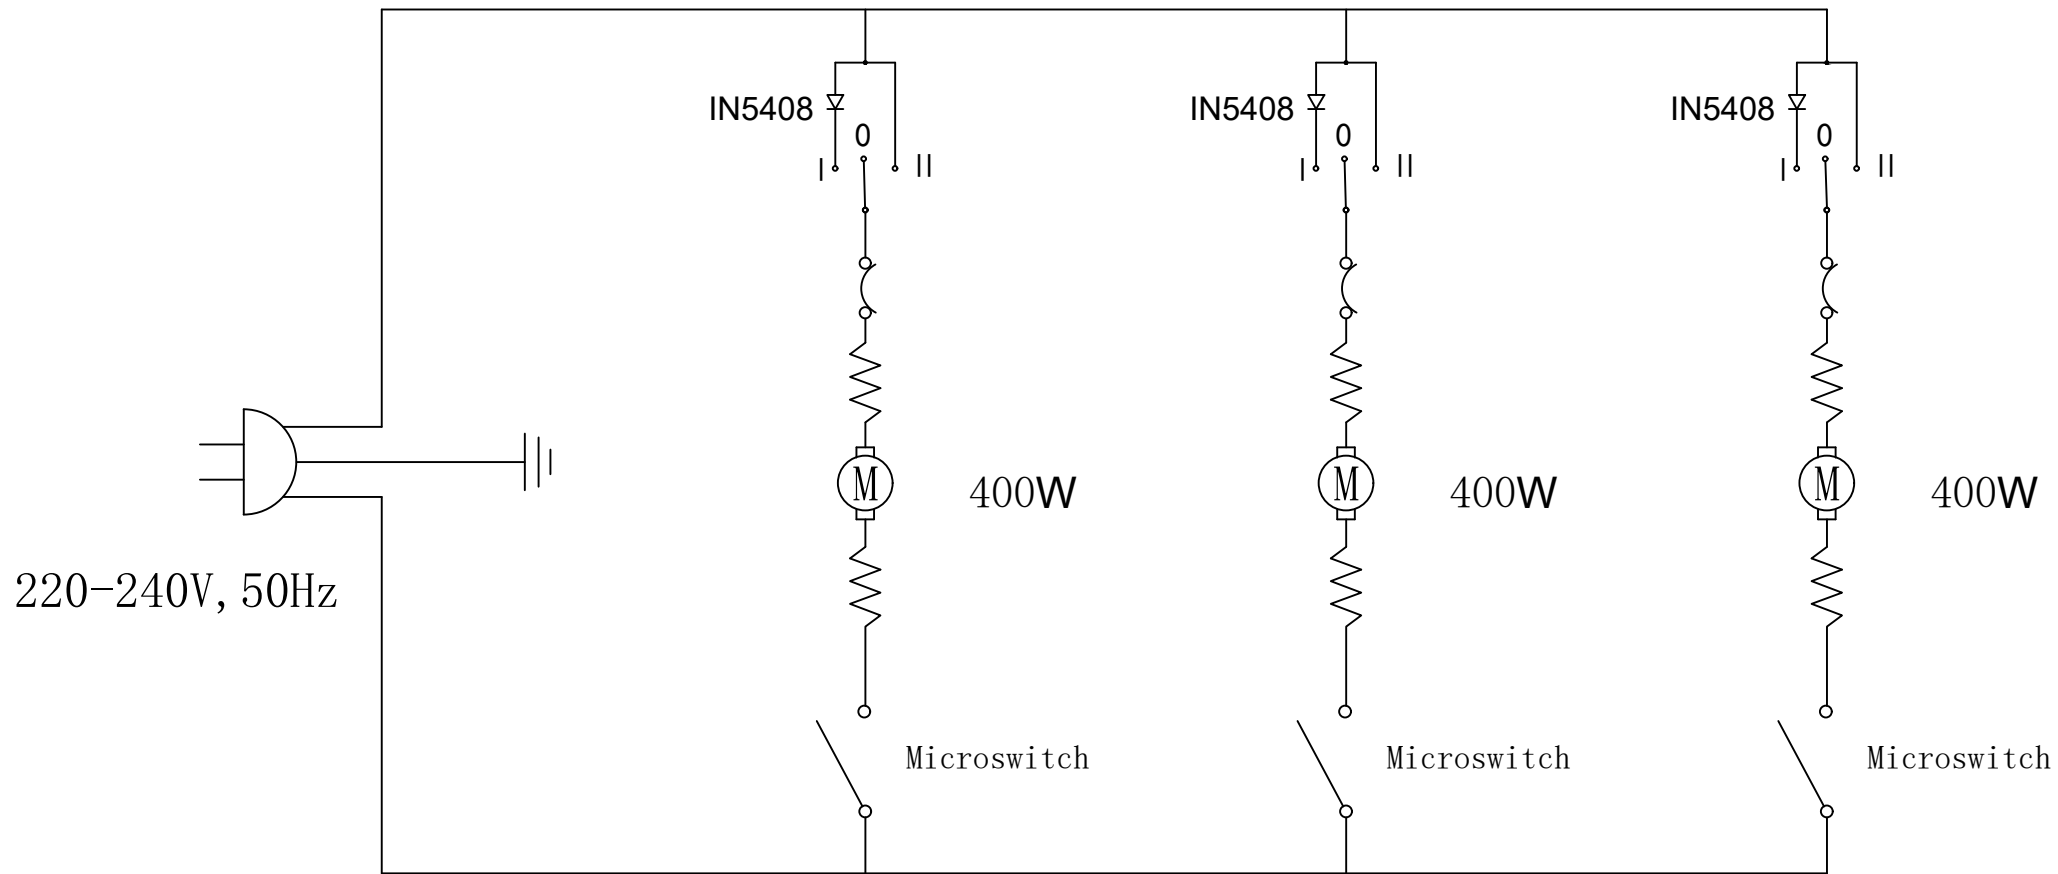 IN5408 IN5408 IN5408
0 0 0
I II I II I II
M 400W M 400W M 400W
220-240V, 50Hz
Microswitch Microswitch Microswitch